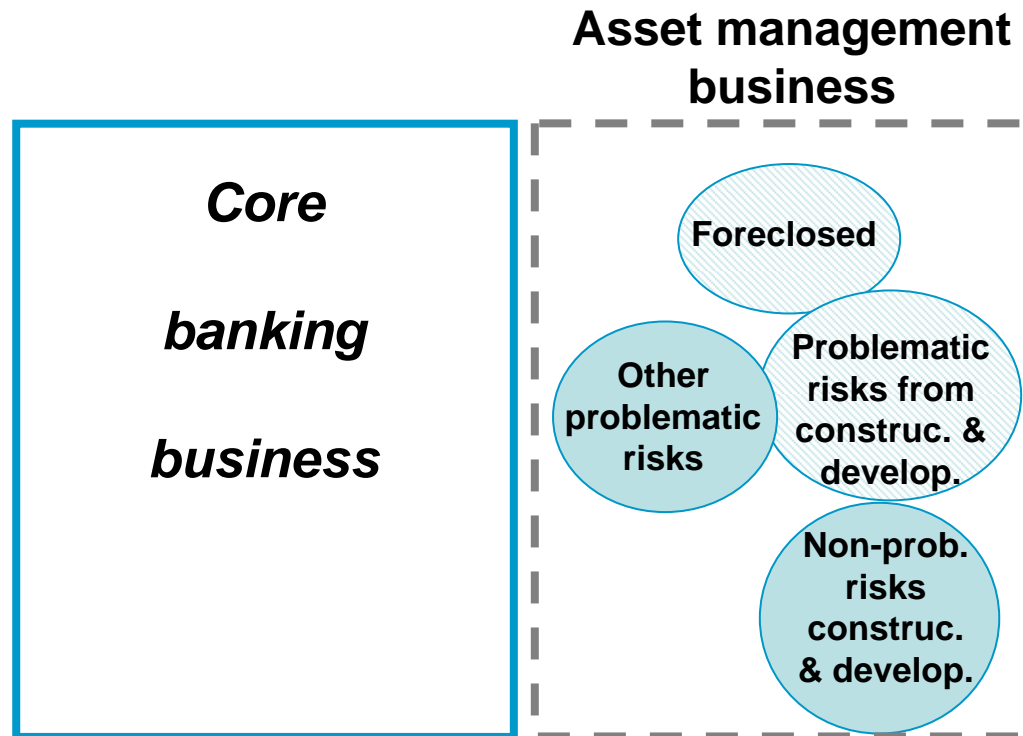 Asset management
business
Core
banking
business
Foreclosed
Problematic
risks from
construc. &
develop.
Other
problematic
risks
Non-prob.
risks
construc.
& develop.